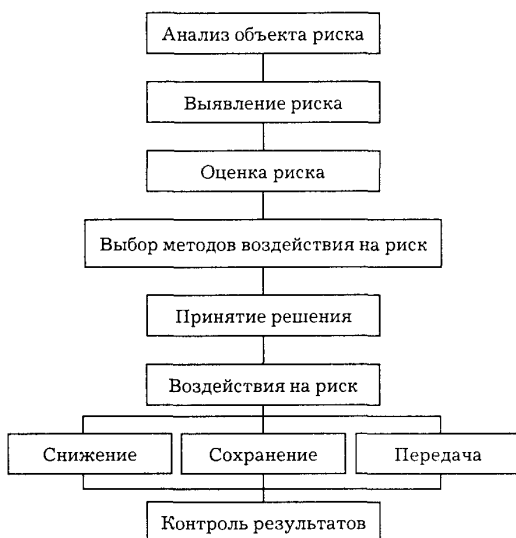 Анализ объекта риска
Выявление риска
Оценка риска
Выбор методов воздействия на риск
Принятие решения
Воздействия на риск
Снижение
Сохранение
Передача
Контроль результатов